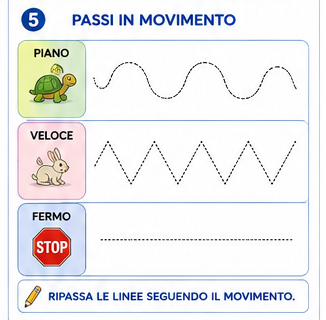 5 PASSI IN MOVIMENTO
PIANO
VELOCE
FERMO
STOP
RIPASSA LE LINEE SEGUENDO IL MOVIMENTO.